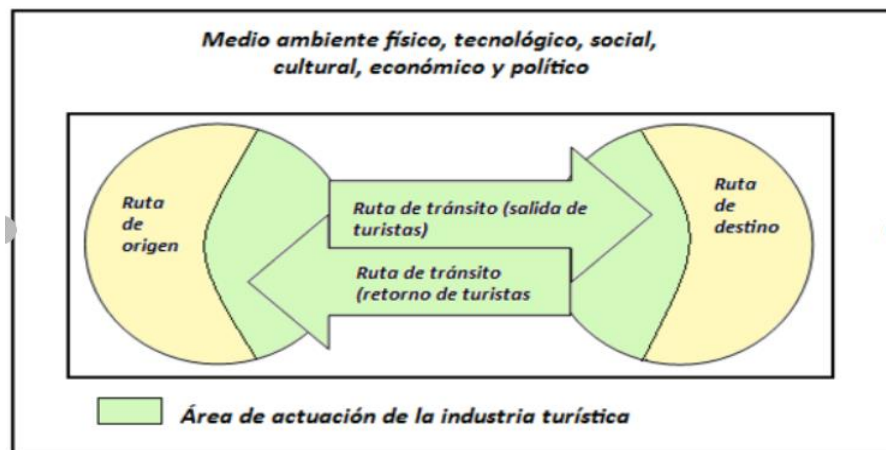 Medio ambiente físico, tecnológico, social,
cultural, económico y político
Ruta
de
origen
Ruta de tránsito (salida de
turistas)
Ruta de tránsito
(retorno de turistas
Ruta
de
destino
Área de actuación de la industria turística